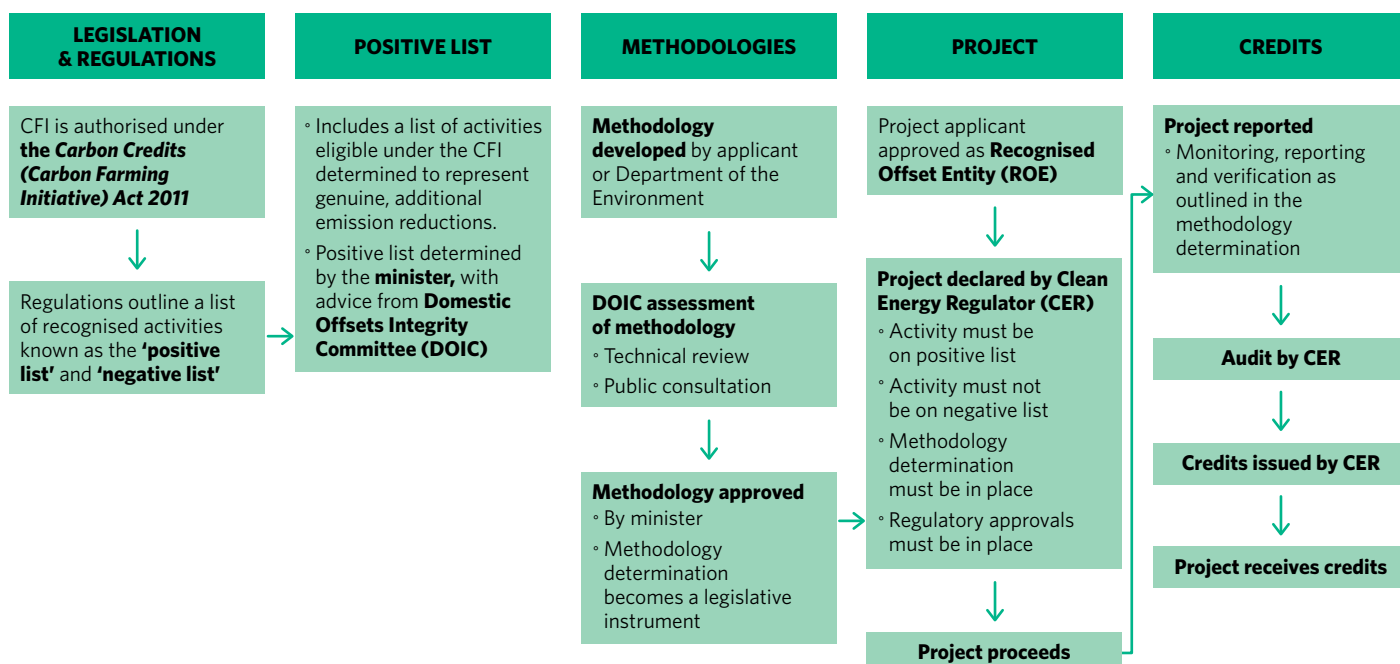 LEGISLATION
& REGULATIONS
CFI is authorised under
the Carbon Credits
(Carbon Farming
Initiative) Act 2011
Regulations outline a list
of recognised activities
known as the ‘positive
list’ and ‘negative list’
POSITIVE LIST
◦ Includes a list of activities
eligible under the CFI
determined to represent
genuine, additional
emission reductions.
◦ Positive list determined
by the minister, with
advice from Domestic
Offsets Integrity
Committee (DOIC)
METHODOLOGIES
Methodology
developed by applicant
or Department of the
Environment
DOIC assessment
of methodology
◦ Technical review
◦ Public consultation
Methodology approved
◦ By minister
◦ Methodology
determination
becomes a legislative
instrument
PROJECT
Project applicant
approved as Recognised
Offset Entity (ROE)
Project declared by Clean
Energy Regulator (CER)
◦ Activity must be
on positive list
◦ Activity must not
be on negative list
◦ Methodology
determination
must be in place
◦ Regulatory approvals
must be in place
Project proceeds
CREDITS
Project reported
◦ Monitoring, reporting
and verification as
outlined in the
methodology
determination
Audit by CER
Credits issued by CER
Project receives credits